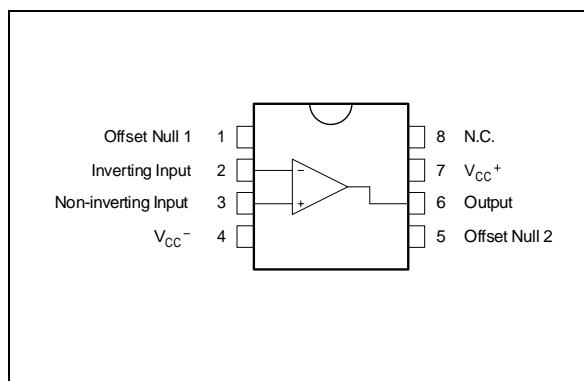 Offset Null 1 1 8 N.C.
Inverting Input 2 − 7 VCC+
Non-inverting Input 3 + 6 Output
VCC− 4 5 Offset Null 2